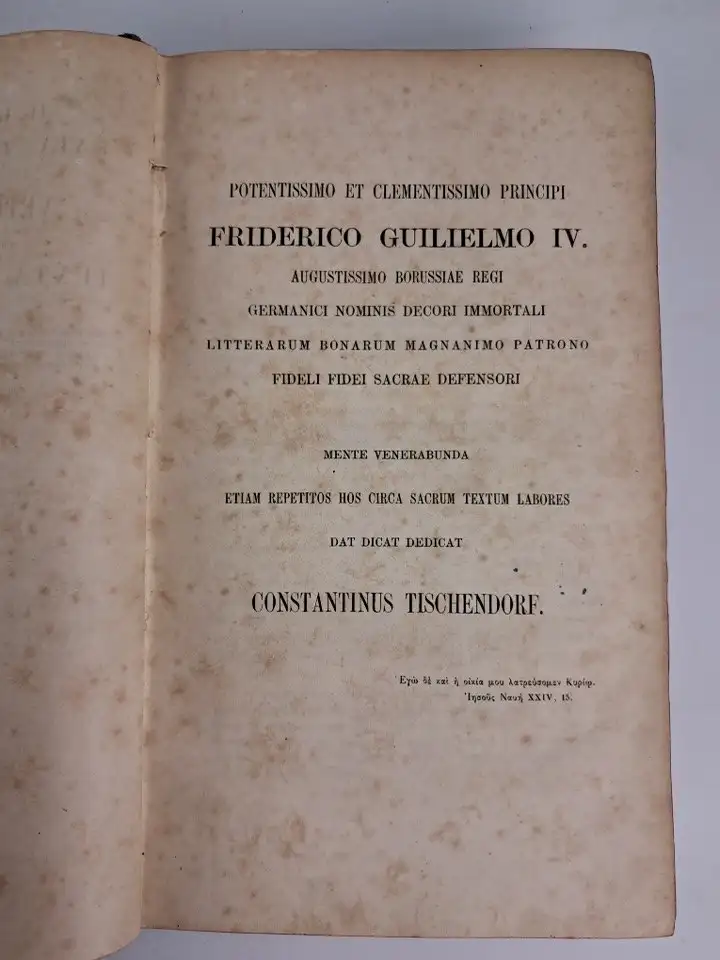 POTENTISSIMO ET CLEMENTISSIMO PRINCIPI
FRIDERICO GUILIELMO IV.
AUGUSTISSIMO BORUSSIAE REGI
GERMANICI NOMINIS DECORI IMMORTALI
LITTERARUM BONARUM MAGNANIMO PATRONO
FIDELI FIDEI SACRAE DEFENSORI
MENTE VENERABUNDA
ETIAM REPETITOS HOS CIRCA SACRUM TEXTUM LABORES
DAT DICAT DEDICAT
CONSTANTINUS TISCHENDORF.
Ἐγὼ δὲ καὶ ἡ οἰκία μου λατρεύσομεν Κυρίῳ.
Ἰησοῦς Ναυῆ XXIV, 15.